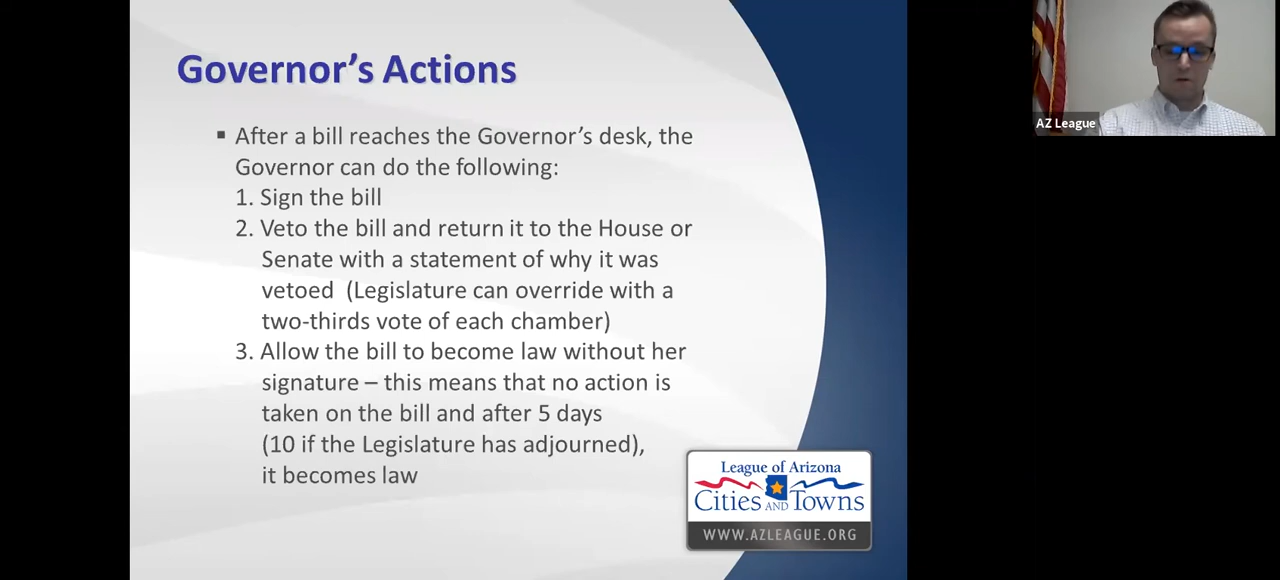 Governor's Actions
▪ After a bill reaches the Governor's desk, the
Governor can do the following:
1. Sign the bill
2. Veto the bill and return it to the House or
Senate with a statement of why it was
vetoed (Legislature can override with a
two-thirds vote of each chamber)
3. Allow the bill to become law without her
signature – this means that no action is
taken on the bill and after 5 days
(10 if the Legislature has adjourned),
it becomes law
League of Arizona
Cities AND Towns
WWW.AZLEAGUE.ORG
AZ League